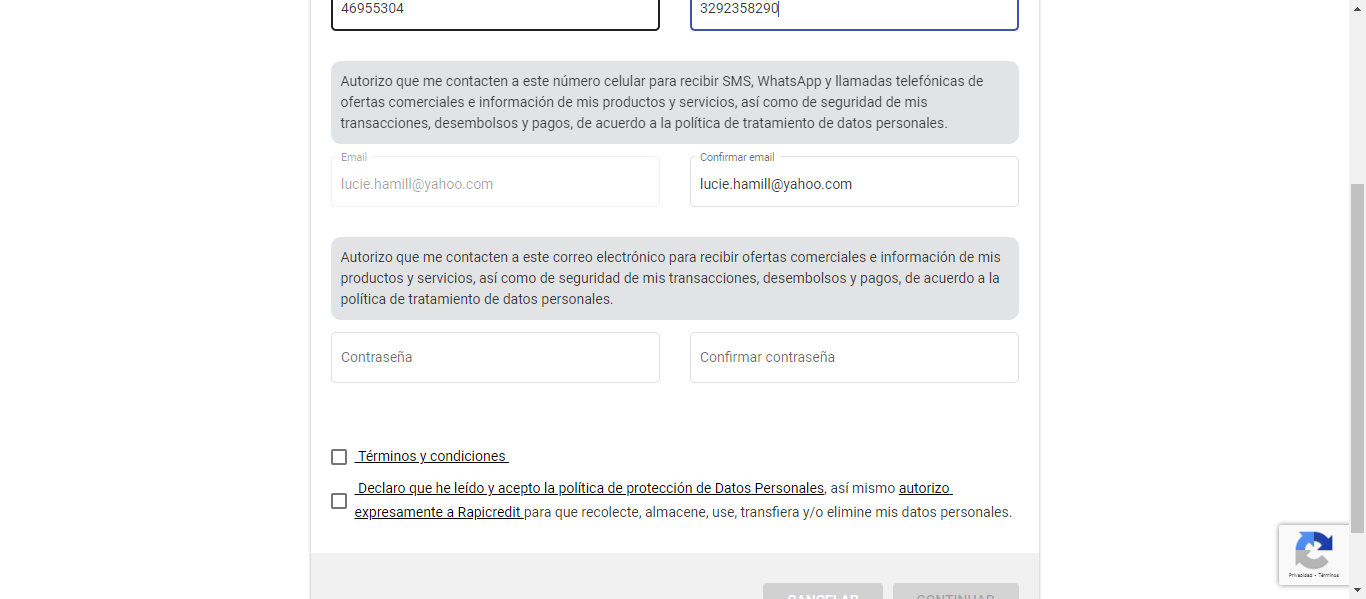 46955304
3292358290
Autorizo que me contacten a este número celular para recibir SMS, WhatsApp y llamadas telefónicas de
ofertas comerciales e información de mis productos y servicios, así como de seguridad de mis
transacciones, desembolsos y pagos, de acuerdo a la política de tratamiento de datos personales.
Email
lucie.hamill@yahoo.com
Confirmar email
lucie.hamill@yahoo.com
Autorizo que me contacten a este correo electrónico para recibir ofertas comerciales e información de mis
productos y servicios, así como de seguridad de mis transacciones, desembolsos y pagos, de acuerdo a la
política de tratamiento de datos personales.
Contraseña
Confirmar contraseña
Términos y condiciones
Declaro que he leído y acepto la política de protección de Datos Personales, así mismo autorizo
expresamente a Rapicredit para que recolecte, almacene, use, transfiera y/o elimine mis datos personales.
Privacidad - Términos
CANCELAR
CONTINUAR